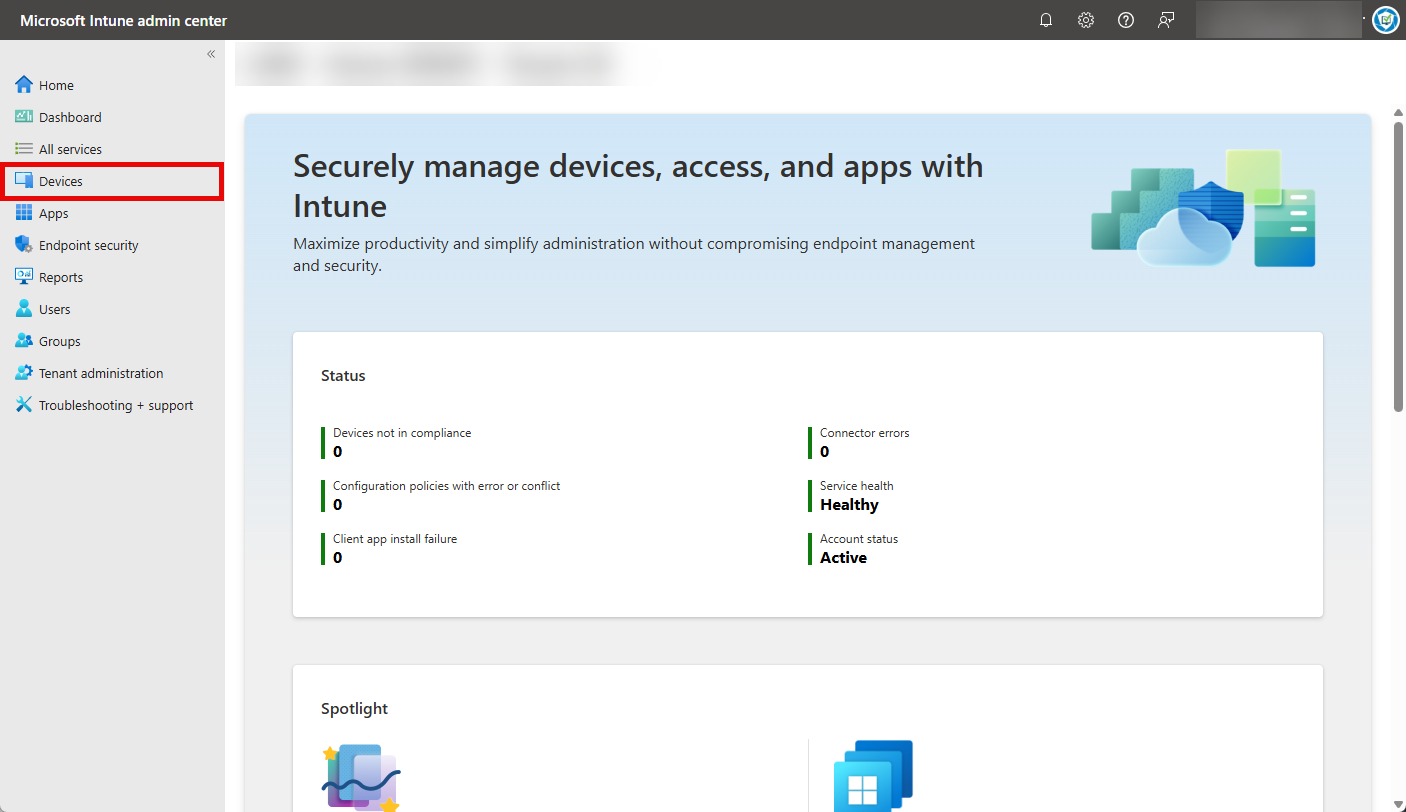 Microsoft Intune admin center
Home
Dashboard
All services
Devices
Apps
Endpoint security
Reports
Users
Groups
Tenant administration
Troubleshooting + support
Securely manage devices, access, and apps with
Intune
Maximize productivity and simplify administration without compromising endpoint management
and security.
Status
Devices not in compliance
0
Configuration policies with error or conflict
0
Client app install failure
0
Connector errors
0
Service health
Healthy
Account status
Active
Spotlight